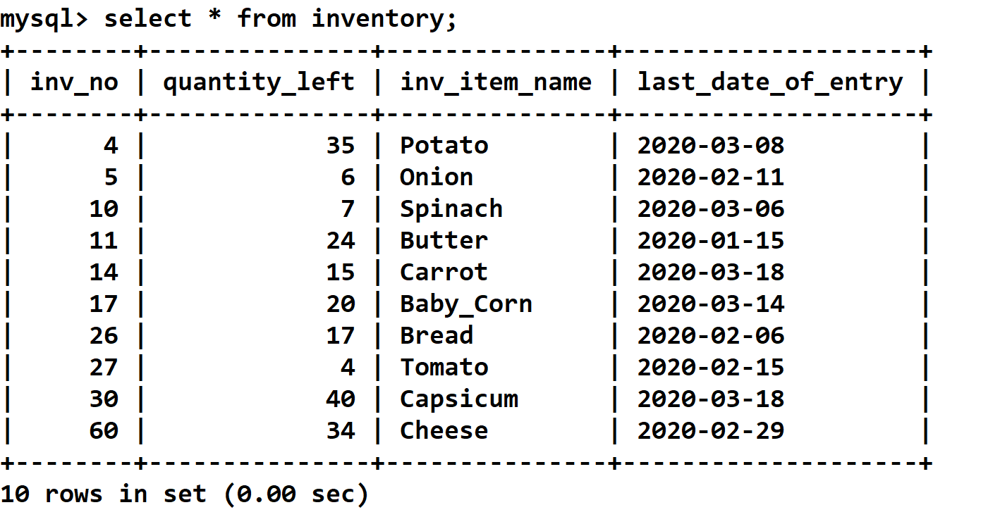 mysql> select * from inventory;
+--------+---------------+---------------+--------------------+
| inv_no | quantity_left | inv_item_name | last_date_of_entry |
+--------+---------------+---------------+--------------------+
|      4 |            35 | Potato        | 2020-03-08         |
|      5 |             6 | Onion         | 2020-02-11         |
|     10 |             7 | Spinach       | 2020-03-06         |
|     11 |            24 | Butter        | 2020-01-15         |
|     14 |            15 | Carrot        | 2020-03-18         |
|     17 |            20 | Baby_Corn     | 2020-03-14         |
|     26 |            17 | Bread         | 2020-02-06         |
|     27 |             4 | Tomato        | 2020-02-15         |
|     30 |            40 | Capsicum      | 2020-03-18         |
|     60 |            34 | Cheese        | 2020-02-29         |
+--------+---------------+---------------+--------------------+
10 rows in set (0.00 sec)